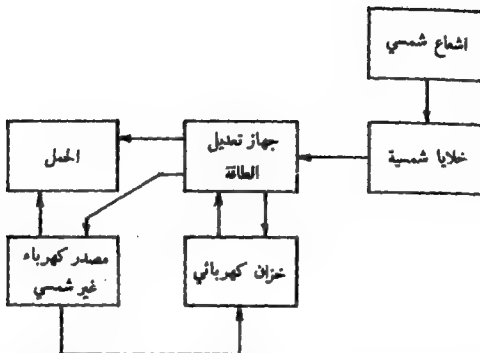 اشعاع شمسي
خلايا شمسية
جهاز تعديل
الطاقة
الحمل
خزان كهربائي
مصدر كهرباء
غير شمسي